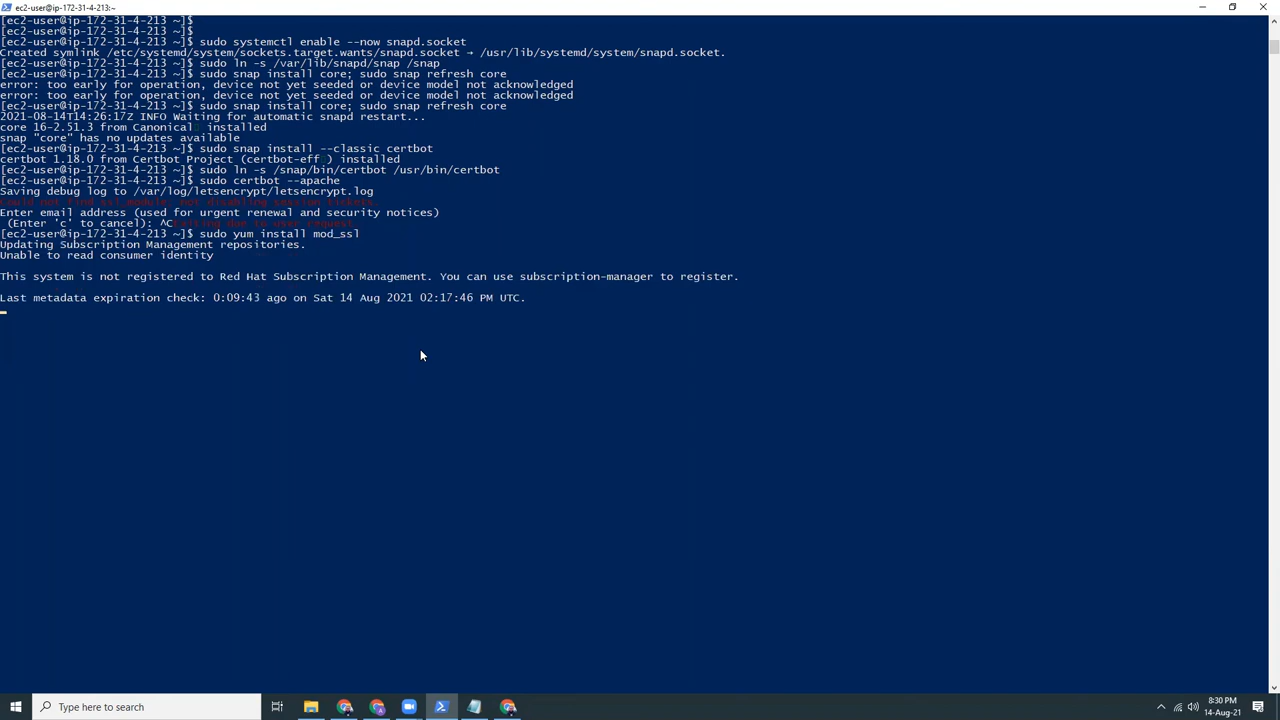 ec2-user@ip-172-31-4-213:~
[ec2-user@ip-172-31-4-213 ~]$
[ec2-user@ip-172-31-4-213 ~]$
[ec2-user@ip-172-31-4-213 ~]$ sudo systemctl enable --now snapd.socket
Created symlink /etc/systemd/system/sockets.target.wants/snapd.socket → /usr/lib/systemd/system/snapd.socket.
[ec2-user@ip-172-31-4-213 ~]$ sudo ln -s /var/lib/snapd/snap /snap
[ec2-user@ip-172-31-4-213 ~]$ sudo snap install core; sudo snap refresh core
error: too early for operation, device not yet seeded or device model not acknowledged
error: too early for operation, device not yet seeded or device model not acknowledged
[ec2-user@ip-172-31-4-213 ~]$ sudo snap install core; sudo snap refresh core
2021-08-14T14:26:17Z INFO Waiting for automatic snapd restart...
core 16-2.51.3 from Canonical installed
snap "core" has no updates available
[ec2-user@ip-172-31-4-213 ~]$ sudo snap install --classic certbot
certbot 1.18.0 from Certbot Project (certbot-eff ) installed
[ec2-user@ip-172-31-4-213 ~]$ sudo ln -s /snap/bin/certbot /usr/bin/certbot
[ec2-user@ip-172-31-4-213 ~]$ sudo certbot --apache
Saving debug log to /var/log/letsencrypt/letsencrypt.log
Could not find ssl_module; not disabling session tickets.
Enter email address (used for urgent renewal and security notices)
(Enter 'c' to cancel): ^CExiting due to user request.
[ec2-user@ip-172-31-4-213 ~]$ sudo yum install mod_ssl
Updating Subscription Management repositories.
Unable to read consumer identity
This system is not registered to Red Hat Subscription Management. You can use subscription-manager to register.
Last metadata expiration check: 0:09:43 ago on Sat 14 Aug 2021 02:17:46 PM UTC.
Type here to search
8:30 PM
14-Aug-21